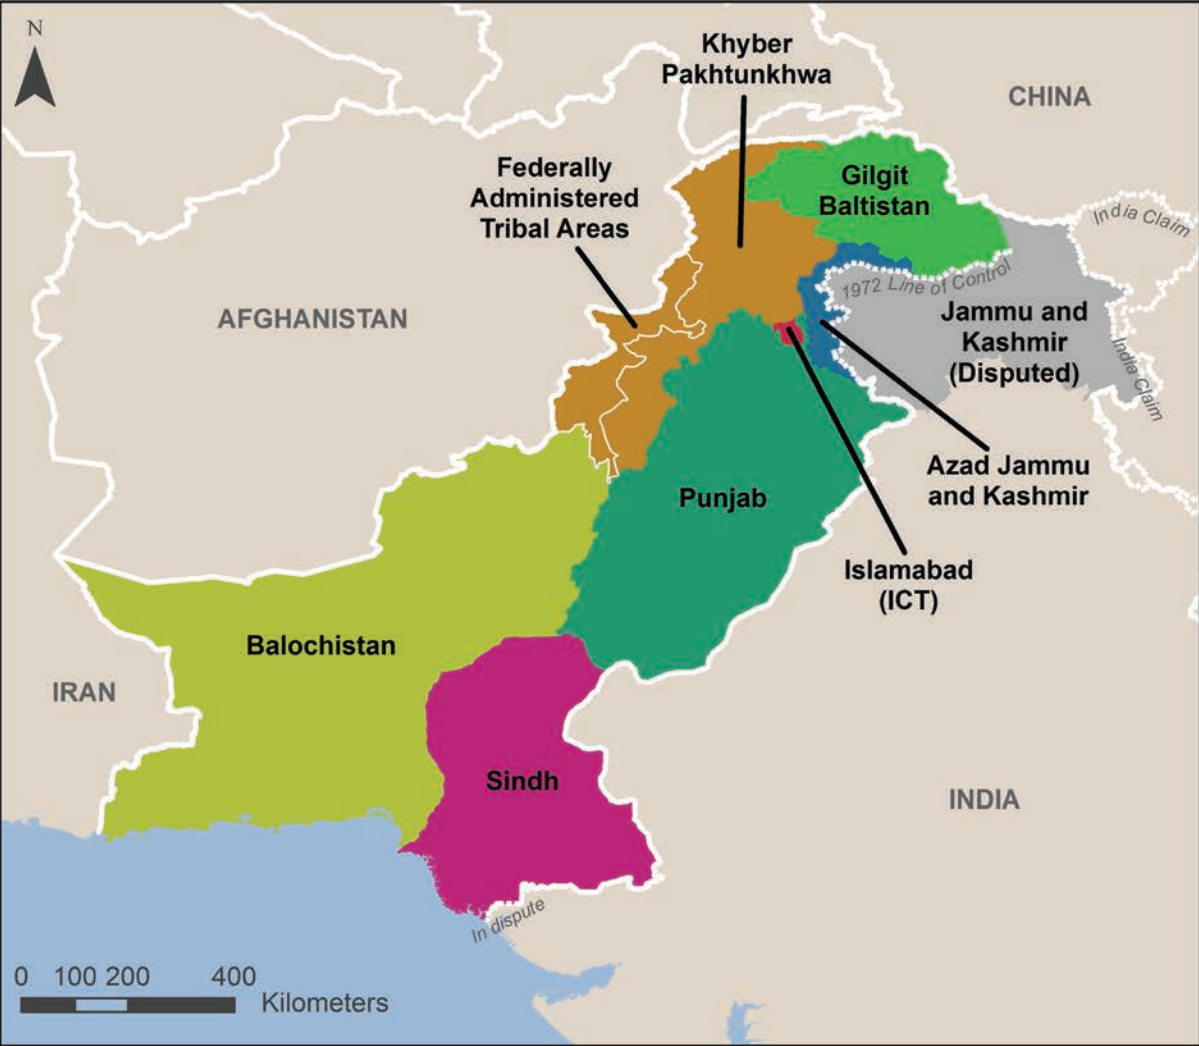 N
Khyber
Pakhtunkhwa
CHINA
Federally
Administered
Tribal Areas
Gilgit
Baltistan
India Claim
1972 Line of Control
AFGHANISTAN
Jammu and
Kashmir
(Disputed)
India Claim
Azad Jammu
and Kashmir
Punjab
Islamabad
(ICT)
Balochistan
IRAN
Sindh
INDIA
In dispute
0 100 200 400
Kilometers